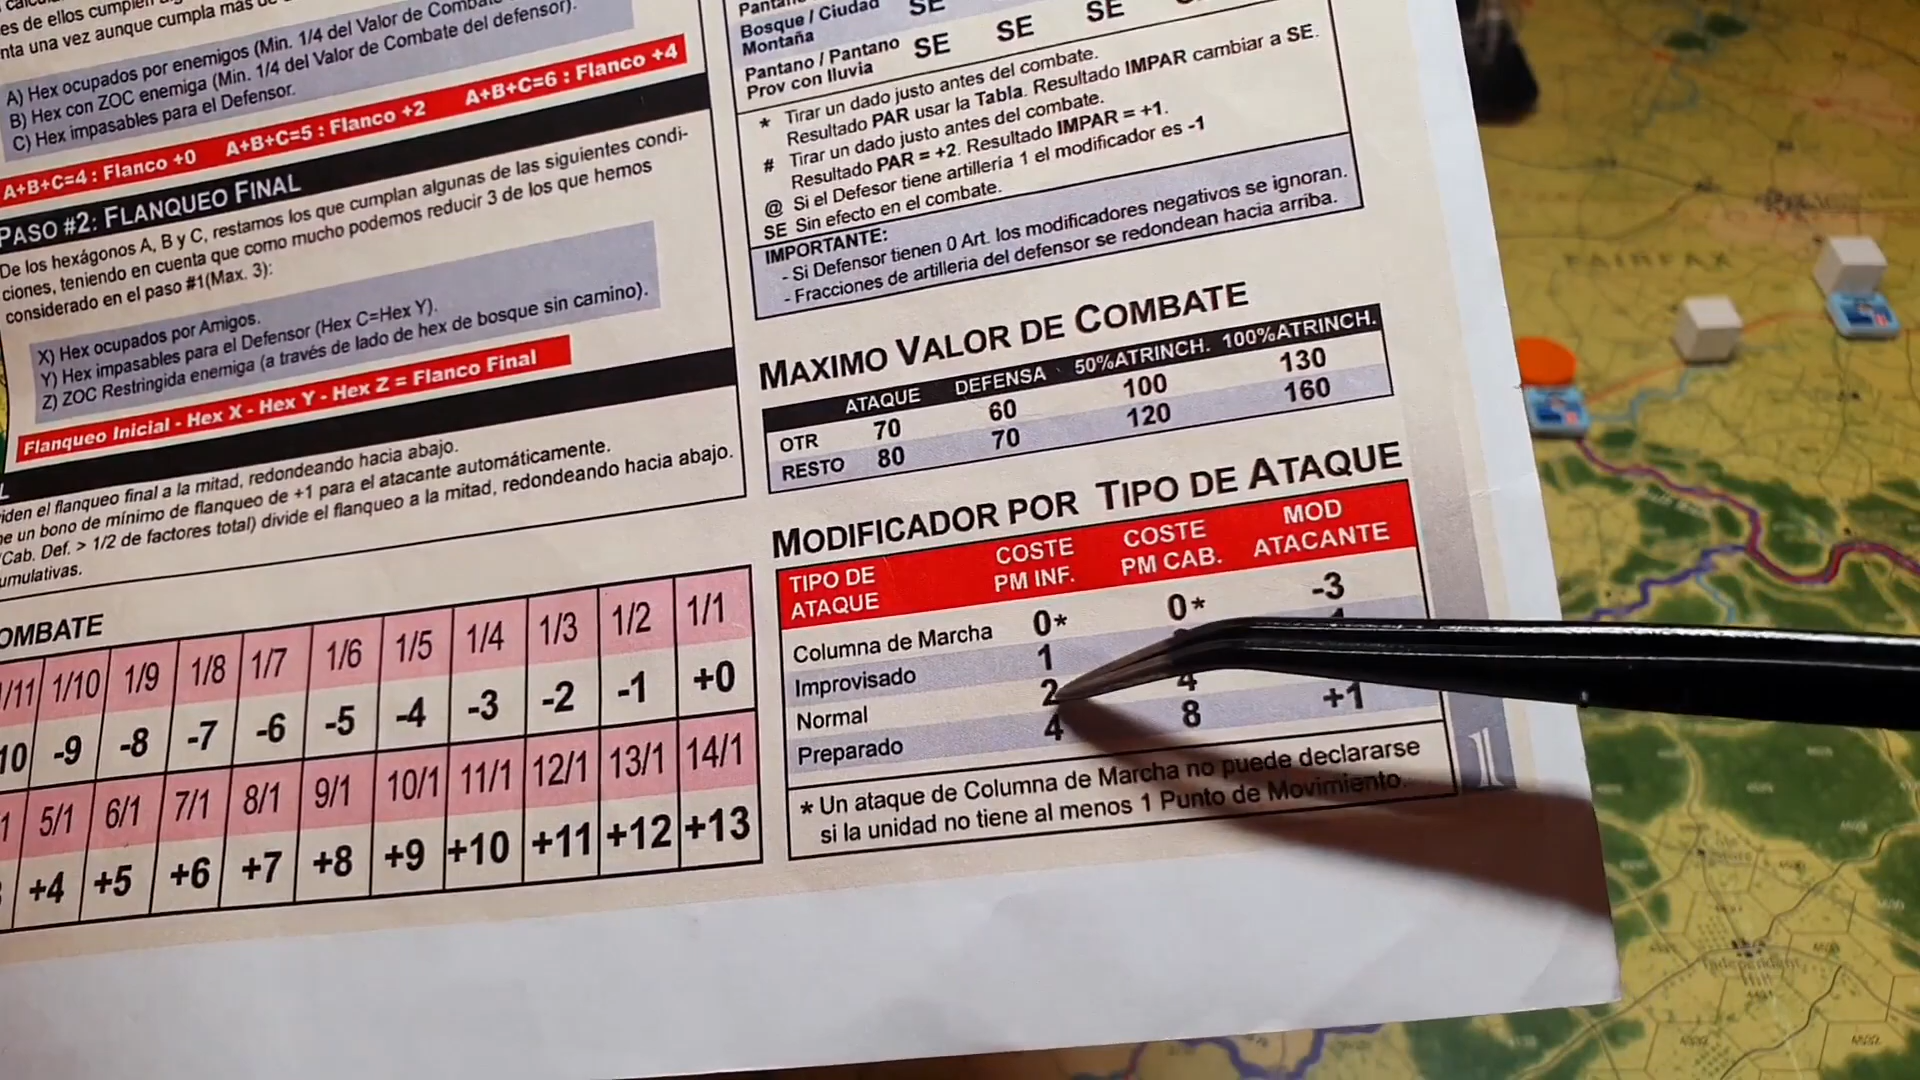 es de ellos cumplen
nta una vez aunque cumpla más de
A) Hex ocupados por enemigos (Min. 1/4 del Valor de Combate
B) Hex con ZOC enemiga (Min. 1/4 del Valor de Combate del defensor).
C) Hex impasables para el Defensor.
A+B+C=4 : Flanco +0 A+B+C=5 : Flanco +2 A+B+C=6 : Flanco +4
PASO #2: FLANQUEO FINAL
De los hexágonos A, B y C, restamos los que cumplan algunas de las siguientes condi-
ciones, teniendo en cuenta que como mucho podemos reducir 3 de los que hemos
considerado en el paso #1(Max. 3):
X) Hex ocupados por Amigos.
Y) Hex impasables para el Defensor (Hex C=Hex Y).
Z) ZOC Restringida enemiga (a través de lado de hex de bosque sin camino).
Flanqueo Inicial - Hex X - Hex Y - Hex Z = Flanco Final
iden el flanqueo final a la mitad, redondeando hacia abajo.
ne un bono de mínimo de flanqueo de +1 para el atacante automáticamente.
Cab. Def. > 1/2 de factores total) divide el flanqueo a la mitad, redondeando hacia abajo.
umulativas.
OMBATE
/11 1/10 1/9 1/8 1/7 1/6 1/5 1/4 1/3 1/2 1/1
10 -9 -8 -7 -6 -5 -4 -3 -2 -1 +0
1 5/1 6/1 7/1 8/1 9/1 10/1 11/1 12/1 13/1 14/1
+4 +5 +6 +7 +8 +9 +10 +11 +12 +13
Pantano
Bosque / Ciudad SE SE
Montaña
Pantano / Pantano SE SE
Prov con lluvia
* Tirar un dado justo antes del combate.
Resultado PAR usar la Tabla. Resultado IMPAR cambiar a SE.
# Tirar un dado justo antes del combate.
Resultado PAR = +2. Resultado IMPAR = +1.
@ Si el Defesor tiene artillería 1 el modificador es -1
SE Sin efecto en el combate.
IMPORTANTE:
- Si Defensor tienen 0 Art. los modificadores negativos se ignoran.
- Fracciones de artilleria del defensor se redondean hacia arriba.
MAXIMO VALOR DE COMBATE
ATAQUE DEFENSA 50%ATRINCH. 100%ATRINCH.
OTR 70 60 100 130
RESTO 80 70 120 160
MODIFICADOR POR TIPO DE ATAQUE
TIPO DE ATAQUE COSTE PM INF. COSTE PM CAB. MOD ATACANTE
Columna de Marcha 0* 0* -3
Improvisado 1
Normal 2 4
Preparado 4 8 +1
* Un ataque de Columna de Marcha no puede declararse
si la unidad no tiene al menos 1 Punto de Movimiento.
1
FAIRFAX